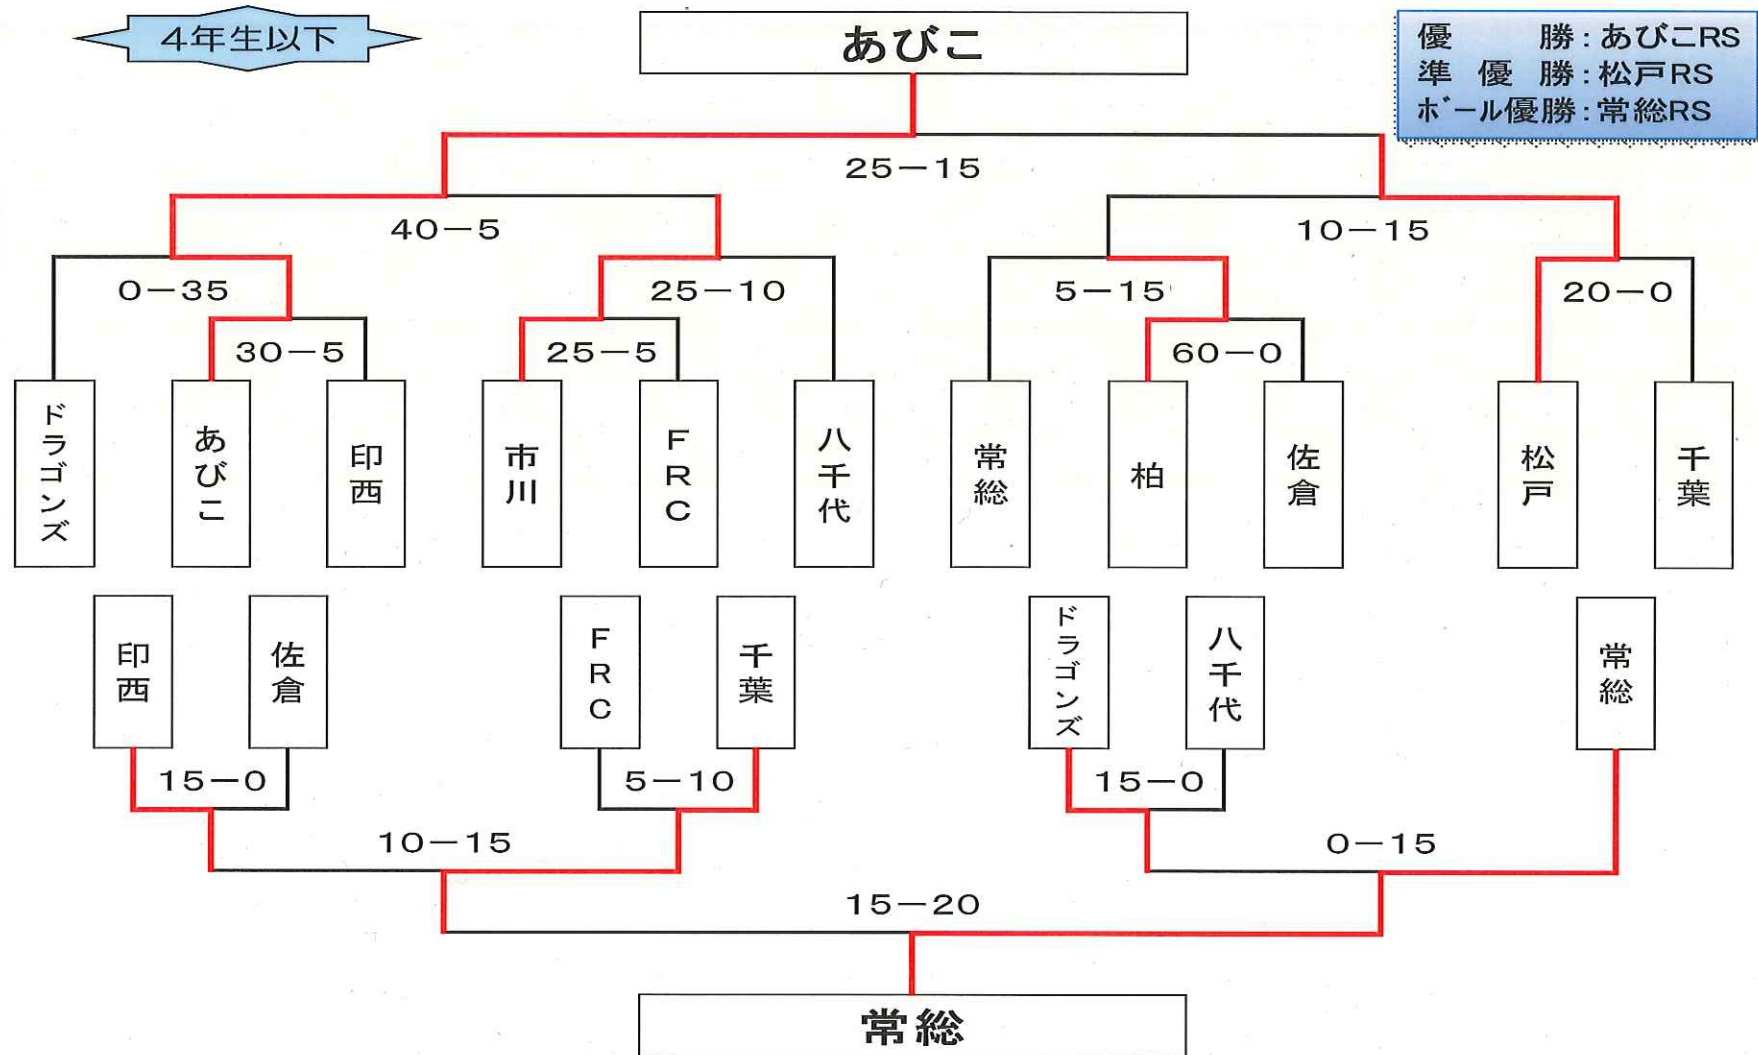 4年生以下
あびこ
優　勝：あびこRS
準優勝：松戸RS
ボール優勝：常総RS
25－15
40－5
10－15
0－35
25－10
5－15
20－0
30－5
25－5
60－0
ドラゴンズ
あびこ
印西
市川
FRC
八千代
常総
柏
佐倉
松戸
千葉
印西
佐倉
FRC
千葉
ドラゴンズ
八千代
常総
15－0
5－10
15－0
10－15
0－15
15－20
常総